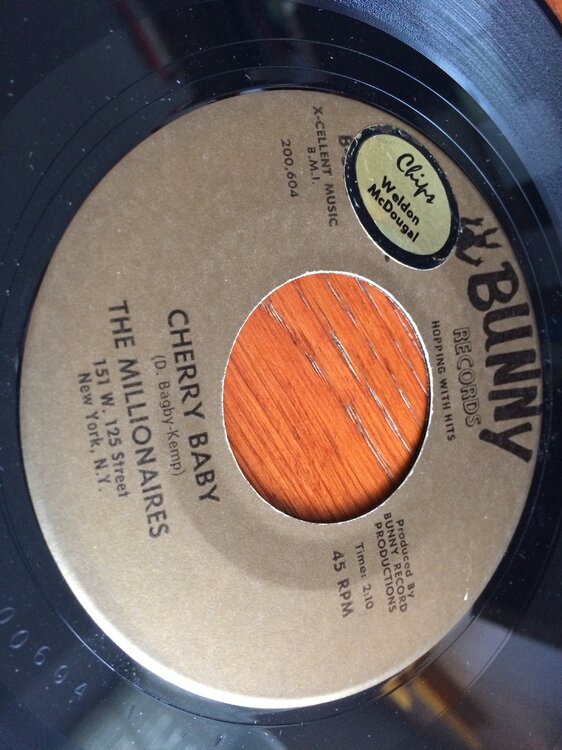 BUNNY
RECORDS
HOPPING WITH HITS
Chips
Weldon
McDougal
X-CELLENT MUSIC
B.M.I.
200,604
Produced By
BUNNY RECORD
PRODUCTIONS
Time: 2:10
45 RPM
CHERRY BABY
(D. Bagby-Kemp)
THE MILLIONAIRES
151 W. 125 Street
New York, N.Y.